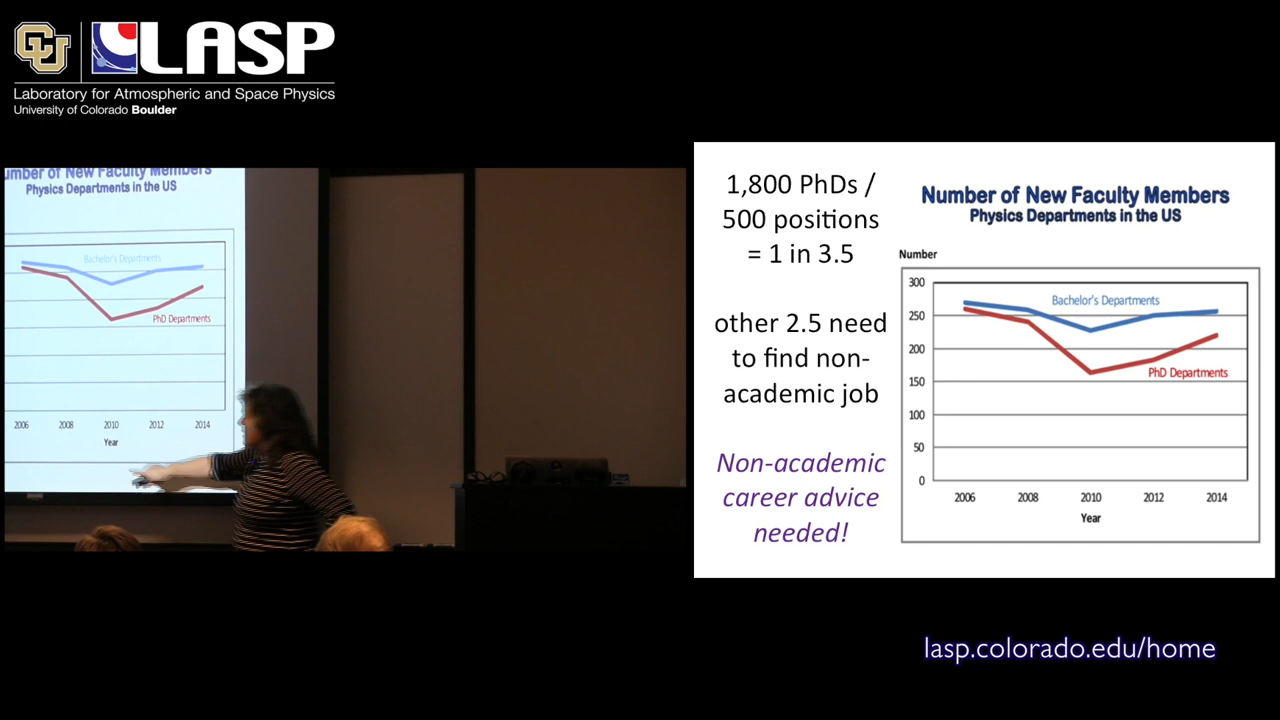 CU
LASP
Laboratory for Atmospheric and Space Physics
University of Colorado Boulder
umber of New Faculty Members
Physics Departments in the US
Bachelor's Departments
PhD Departments
2006 2008 2010 2012 2014
Year
1,800 PhDs /
500 positions
= 1 in 3.5
other 2.5 need
to find non-
academic job
Non-academic
career advice
needed!
Number of New Faculty Members
Physics Departments in the US
Number
300
250
200
150
100
50
0
Bachelor's Departments
PhD Departments
2006 2008 2010 2012 2014
Year
lasp.colorado.edu/home